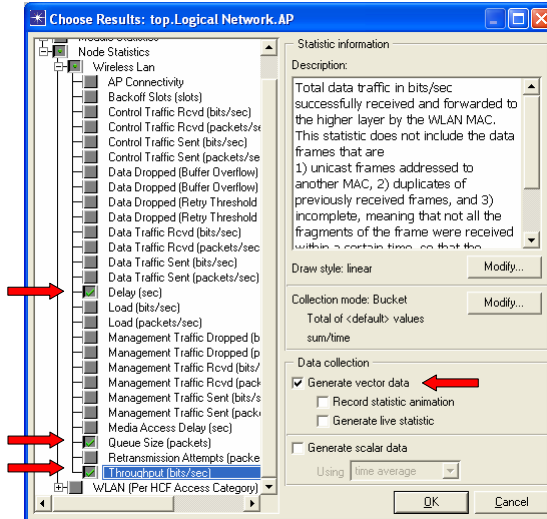 Choose Results: top.Logical Network.AP
Module Statistics
Node Statistics
Wireless Lan
AP Connectivity
Backoff Slots (slots)
Control Traffic Rcvd (bits/sec)
Control Traffic Rcvd (packets/se
Control Traffic Sent (bits/sec)
Control Traffic Sent (packets/se
Data Dropped (Buffer Overflow)
Data Dropped (Buffer Overflow)
Data Dropped (Retry Threshold
Data Dropped (Retry Threshold
Data Traffic Rcvd (bits/sec)
Data Traffic Rcvd (packets/sec
Data Traffic Sent (bits/sec)
Data Traffic Sent (packets/sec)
Delay (sec)
Load (bits/sec)
Load (packets/sec)
Management Traffic Dropped (b
Management Traffic Dropped (p
Management Traffic Rcvd (bits/
Management Traffic Rcvd (pack
Management Traffic Sent (bits/s
Management Traffic Sent (pack
Media Access Delay (sec)
Queue Size (packets)
Retransmission Attempts (packe
Throughput (bits/sec)
WLAN (Per HCF Access Category)
Statistic information
Description:
Total data traffic in bits/sec
successfully received and forwarded to
the higher layer by the WLAN MAC.
This statistic does not include the data
frames that are
1) unicast frames addressed to
another MAC, 2) duplicates of
previously received frames, and 3)
incomplete, meaning that not all the
fragments of the frame were received
within a certain time, so that the
Draw style: linear
Modify...
Collection mode: Bucket
Modify...
Total of <default> values
sum/time
Data collection
Generate vector data
Record statistic animation
Generate live statistic
Generate scalar data
Using time average
OK
Cancel